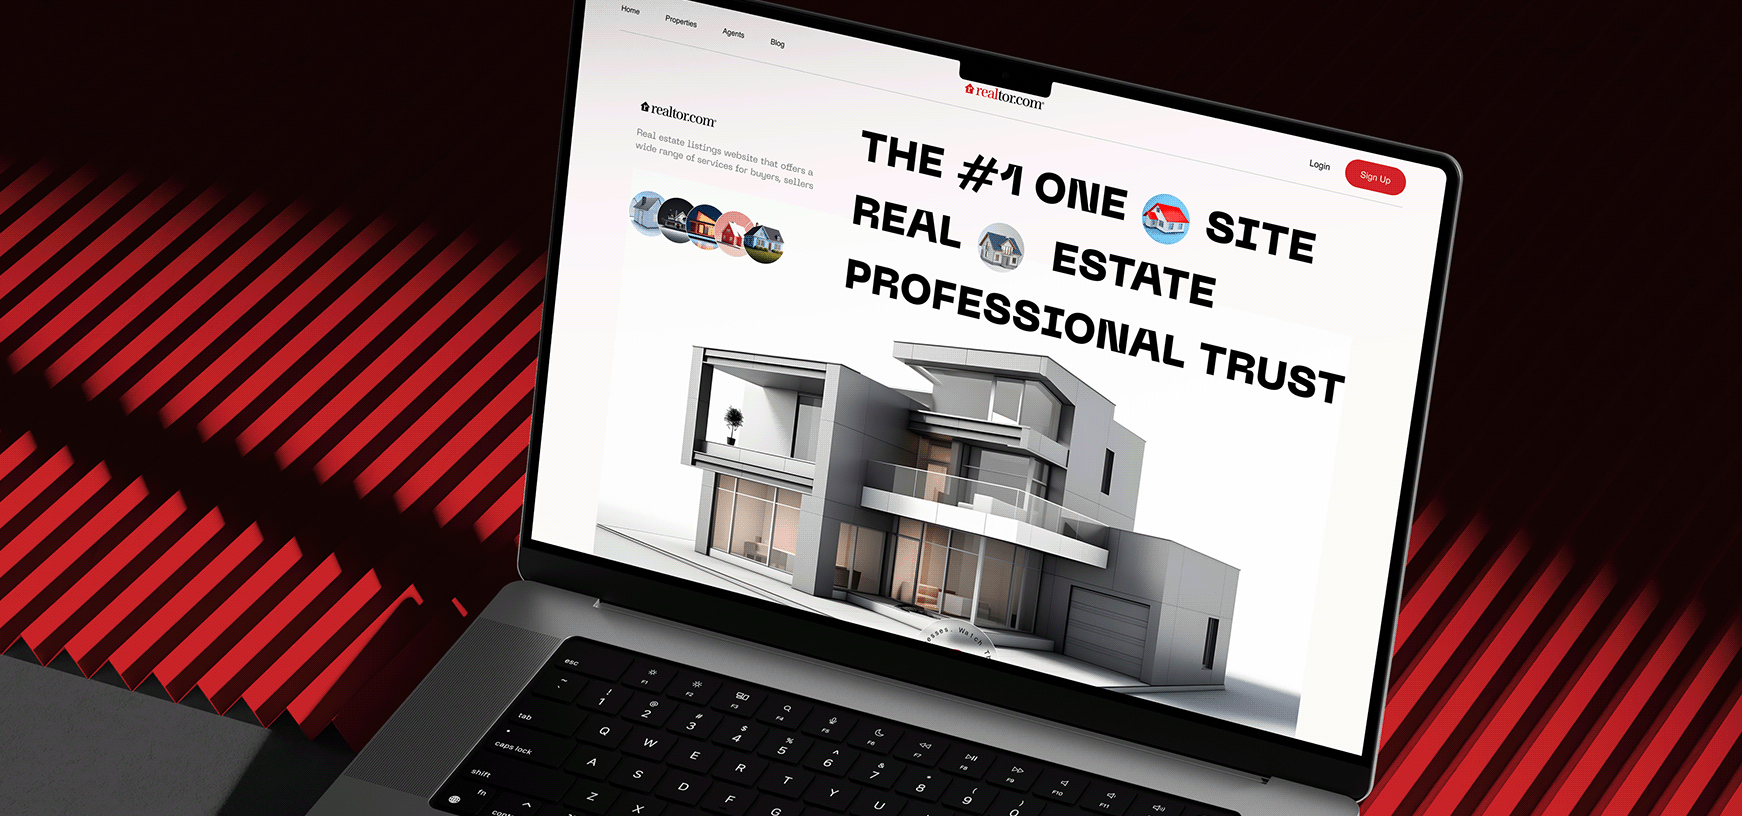 Home
Properties
Agents
Blog
realtor.com
Login
Sign Up
realtor.com
Real estate listings website that offers a
wide range of services for buyers, sellers
THE #1 ONE SITE
REAL ESTATE
PROFESSIONAL TRUST
esses. Watch
esc
F1
F2
F3
F4
F5
F6
F7
F8
F9
F10
F11
~
`
!
1
@
2
#
3
$
4
%
5
^
6
&
7
*
8
(
9
)
0
tab
Q
W
E
R
T
Y
U
caps lock
A
S
D
F
G
shift
Z
X
fn